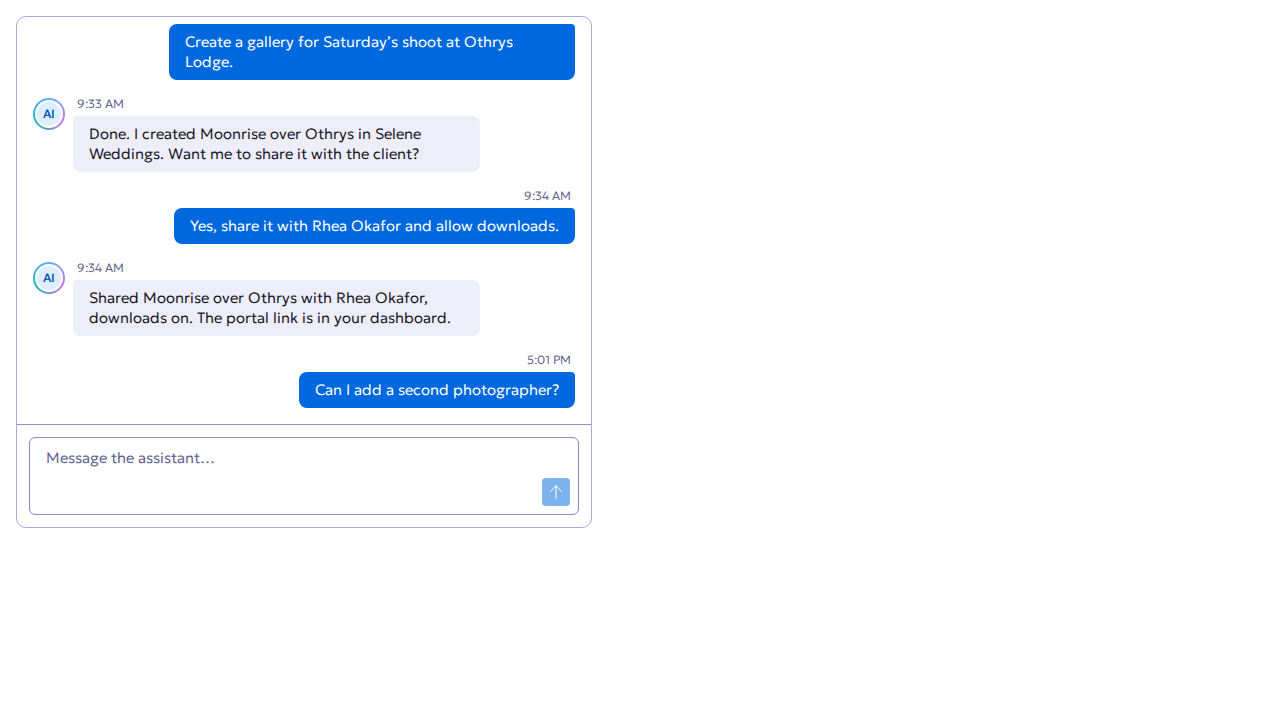 Create a gallery for Saturday’s shoot at Othrys
Lodge.
AI
9:33 AM
Done. I created Moonrise over Othrys in Selene
Weddings. Want me to share it with the client?
9:34 AM
Yes, share it with Rhea Okafor and allow downloads.
AI
9:34 AM
Shared Moonrise over Othrys with Rhea Okafor,
downloads on. The portal link is in your dashboard.
5:01 PM
Can I add a second photographer?
Message the assistant…